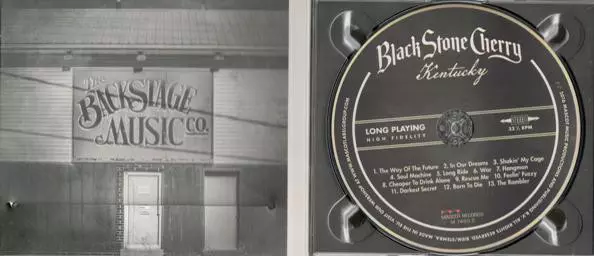 The
BACKSTAGE
MUSIC CO.
Black Stone Cherry
Kentucky
LONG PLAYING
HIGH FIDELITY
33⅓ RPM
1. The Way Of The Future 2. In Our Dreams 3. Shakin' My Cage
4. Soul Machine 5. Long Ride 6. War 7. Hangman
8. Cheaper To Drink Alone 9. Rescue Me 10. Feelin' Fuzzy
11. Darkest Secret 12. Born To Die 13. The Rambler
MASCOT RECORDS